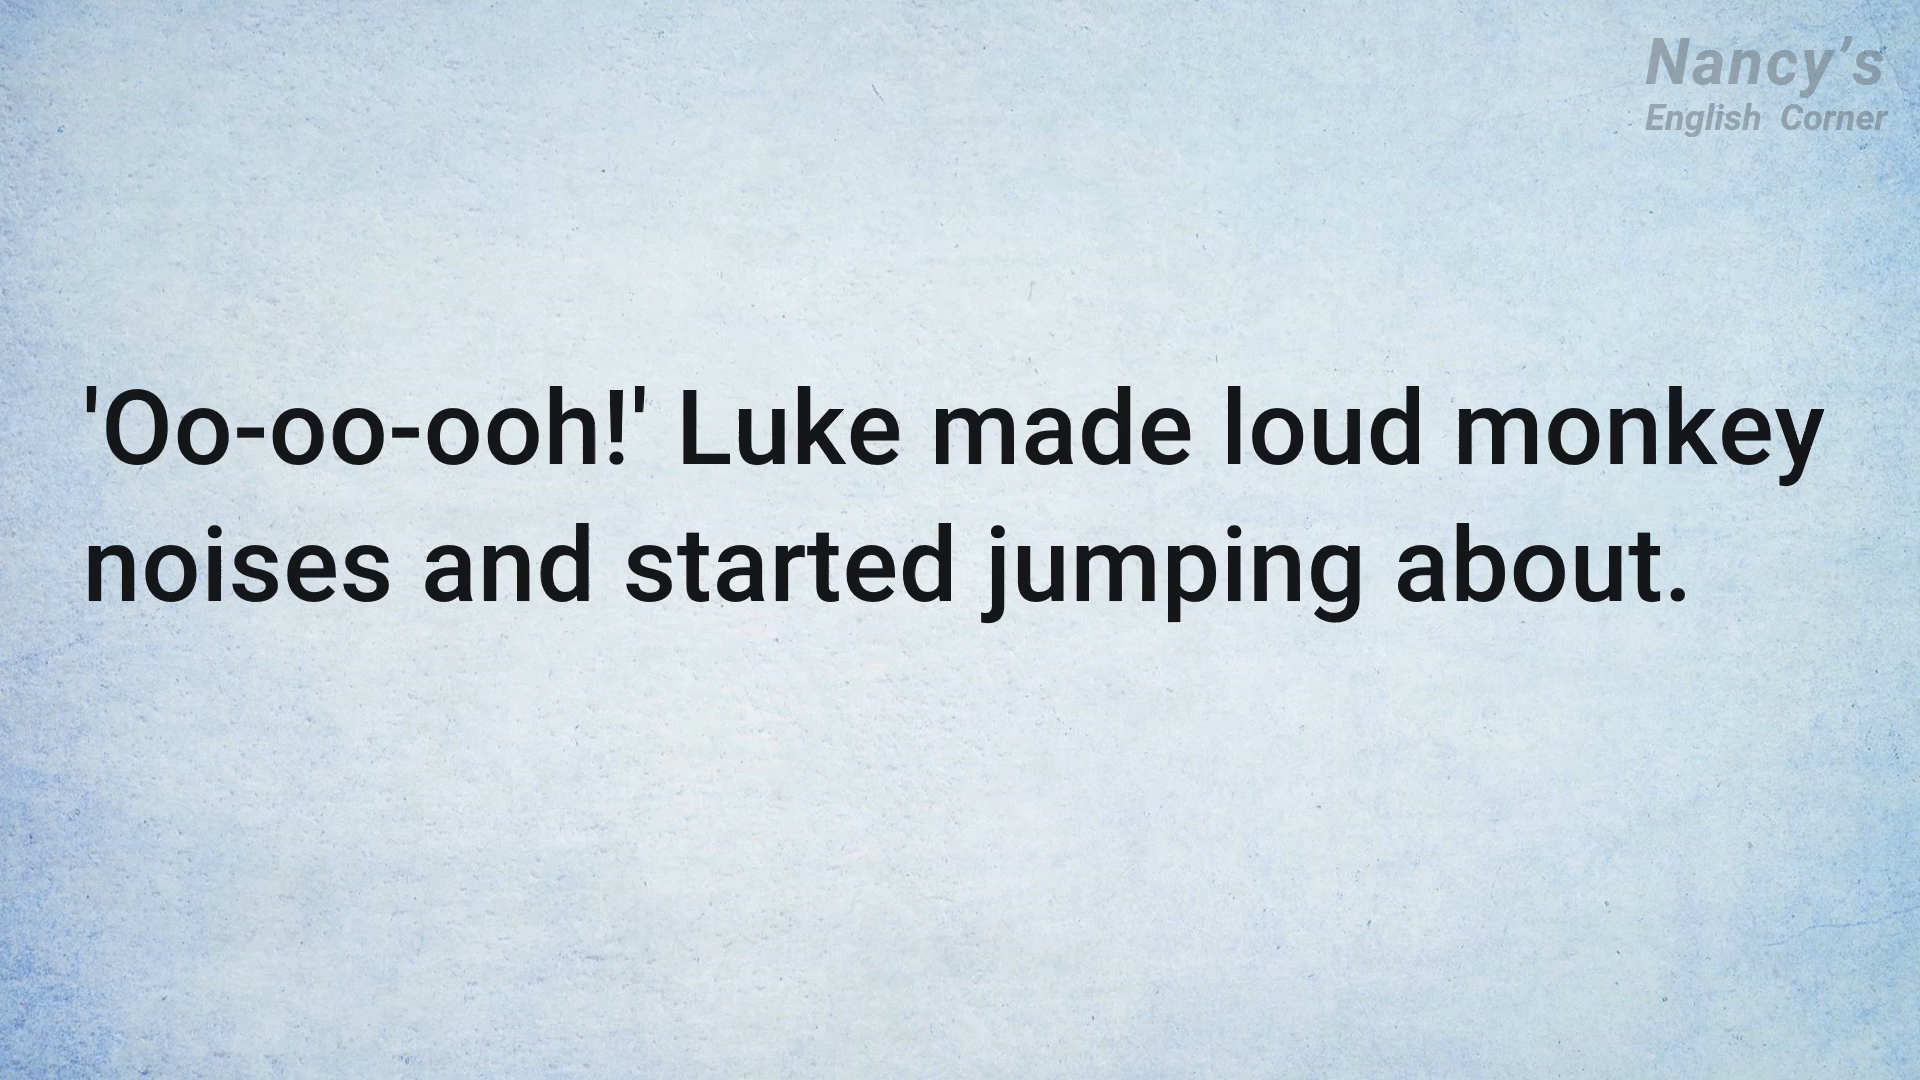 Nancy’s
English Corner
'Oo-oo-ooh!' Luke made loud monkey
noises and started jumping about.